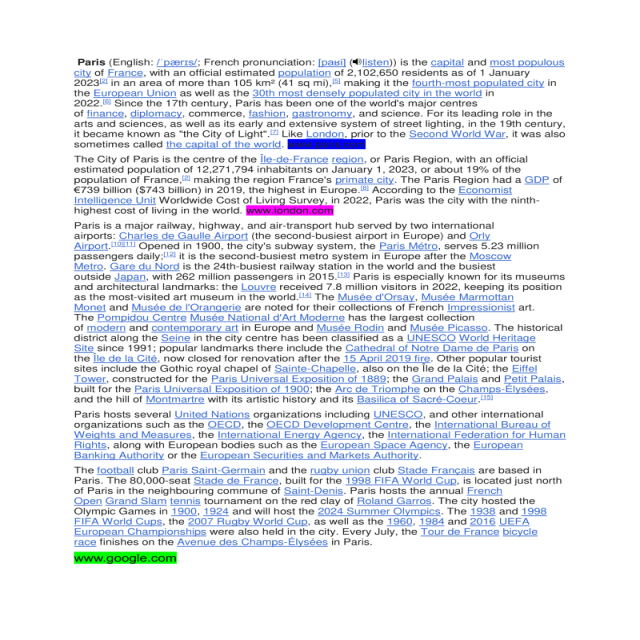 Paris (English: /ˈpærɪs/; French pronunciation: [paʁi] (listen)) is the capital and most populous
city of France, with an official estimated population of 2,102,650 residents as of 1 January
2023[2] in an area of more than 105 km² (41 sq mi),[5] making it the fourth-most populated city in
the European Union as well as the 30th most densely populated city in the world in
2022.[6] Since the 17th century, Paris has been one of the world's major centres
of finance, diplomacy, commerce, fashion, gastronomy, and science. For its leading role in the
arts and sciences, as well as its early and extensive system of street lighting, in the 19th century,
it became known as "the City of Light".[7] Like London, prior to the Second World War, it was also
sometimes called the capital of the world.
The City of Paris is the centre of the Île-de-France region, or Paris Region, with an official
estimated population of 12,271,794 inhabitants on January 1, 2023, or about 19% of the
population of France,[2] making the region France's primate city. The Paris Region had a GDP of
€739 billion ($743 billion) in 2019, the highest in Europe.[8] According to the Economist
Intelligence Unit Worldwide Cost of Living Survey, in 2022, Paris was the city with the ninth-
highest cost of living in the world. www.london.com
Paris is a major railway, highway, and air-transport hub served by two international
airports: Charles de Gaulle Airport (the second-busiest airport in Europe) and Orly
Airport.[10][11] Opened in 1900, the city's subway system, the Paris Métro, serves 5.23 million
passengers daily;[12] it is the second-busiest metro system in Europe after the Moscow
Metro. Gare du Nord is the 24th-busiest railway station in the world and the busiest
outside Japan, with 262 million passengers in 2015.[13] Paris is especially known for its museums
and architectural landmarks: the Louvre received 7.8 million visitors in 2022, keeping its position
as the most-visited art museum in the world.[14] The Musée d'Orsay, Musée Marmottan
Monet and Musée de l'Orangerie are noted for their collections of French Impressionist art.
The Pompidou Centre Musée National d'Art Moderne has the largest collection
of modern and contemporary art in Europe and Musée Rodin and Musée Picasso. The historical
district along the Seine in the city centre has been classified as a UNESCO World Heritage
Site since 1991; popular landmarks there include the Cathedral of Notre Dame de Paris on
the Île de la Cité, now closed for renovation after the 15 April 2019 fire. Other popular tourist
sites include the Gothic royal chapel of Sainte-Chapelle, also on the Île de la Cité; the Eiffel
Tower, constructed for the Paris Universal Exposition of 1889; the Grand Palais and Petit Palais,
built for the Paris Universal Exposition of 1900; the Arc de Triomphe on the Champs-Élysées,
and the hill of Montmartre with its artistic history and its Basilica of Sacré-Coeur.[15]
Paris hosts several United Nations organizations including UNESCO, and other international
organizations such as the OECD, the OECD Development Centre, the International Bureau of
Weights and Measures, the International Energy Agency, the International Federation for Human
Rights, along with European bodies such as the European Space Agency, the European
Banking Authority or the European Securities and Markets Authority.
The football club Paris Saint-Germain and the rugby union club Stade Français are based in
Paris. The 80,000-seat Stade de France, built for the 1998 FIFA World Cup, is located just north
of Paris in the neighbouring commune of Saint-Denis. Paris hosts the annual French
Open Grand Slam tennis tournament on the red clay of Roland Garros. The city hosted the
Olympic Games in 1900, 1924 and will host the 2024 Summer Olympics. The 1938 and 1998
FIFA World Cups, the 2007 Rugby World Cup, as well as the 1960, 1984 and 2016 UEFA
European Championships were also held in the city. Every July, the Tour de France bicycle
race finishes on the Avenue des Champs-Élysées in Paris.
www.google.com